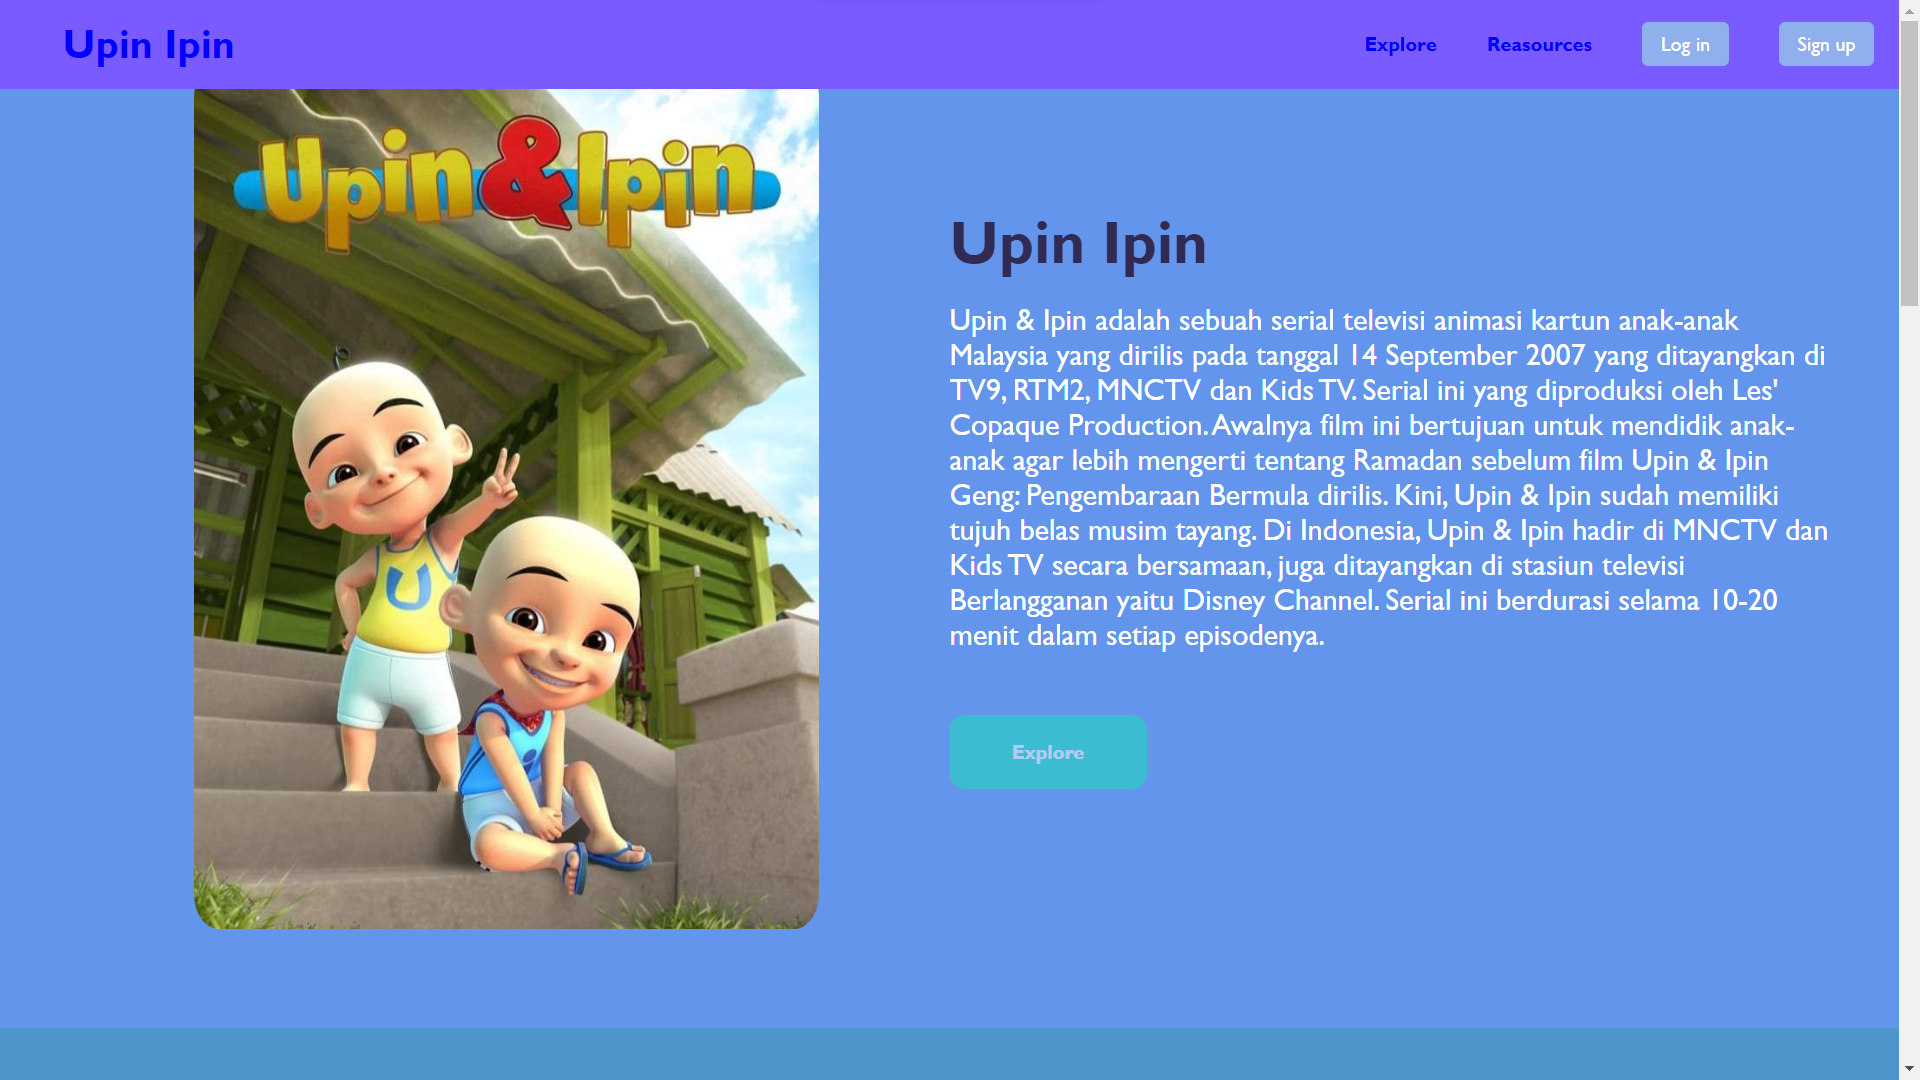 Upin Ipin
Explore
Reasources
Log in
Sign up
Upin & Ipin
U
Upin Ipin
Upin & Ipin adalah sebuah serial televisi animasi kartun anak-anak
Malaysia yang dirilis pada tanggal 14 September 2007 yang ditayangkan di
TV9, RTM2, MNCTV dan Kids TV. Serial ini yang diproduksi oleh Les'
Copaque Production. Awalnya film ini bertujuan untuk mendidik anak-
anak agar lebih mengerti tentang Ramadan sebelum film Upin & Ipin
Geng: Pengembaraan Bermula dirilis. Kini, Upin & Ipin sudah memiliki
tujuh belas musim tayang. Di Indonesia, Upin & Ipin hadir di MNCTV dan
Kids TV secara bersamaan, juga ditayangkan di stasiun televisi
Berlangganan yaitu Disney Channel. Serial ini berdurasi selama 10-20
menit dalam setiap episodenya.
Explore